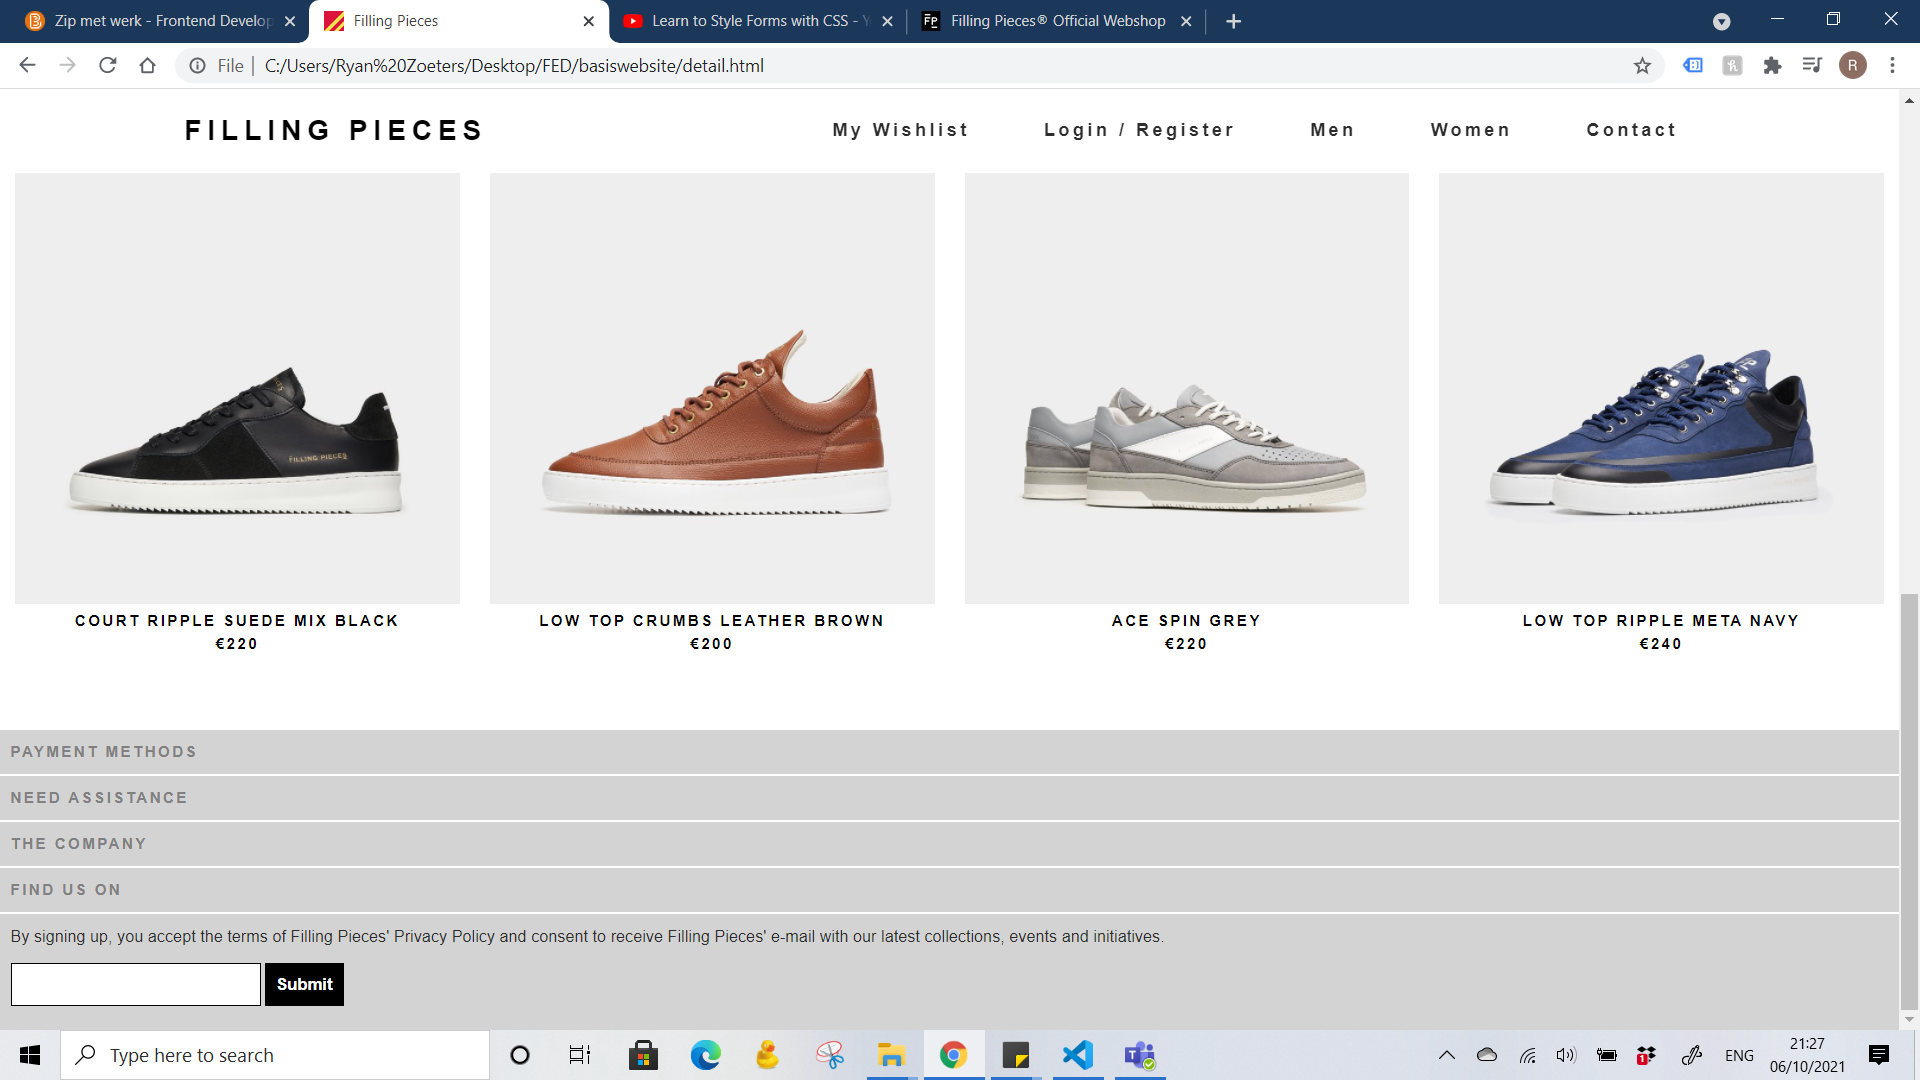 Zip met werk - Frontend Develop
Filling Pieces
Learn to Style Forms with CSS - Y
Filling Pieces® Official Webshop
File
C:/Users/Ryan%20Zoeters/Desktop/FED/basiswebsite/detail.html
R
FILLING PIECES
My Wishlist
Login / Register
Men
Women
Contact
FILLING PIECES
COURT RIPPLE SUEDE MIX BLACK
€220
LOW TOP CRUMBS LEATHER BROWN
€200
ACE SPIN GREY
€220
LOW TOP RIPPLE META NAVY
€240
PAYMENT METHODS
NEED ASSISTANCE
THE COMPANY
FIND US ON
By signing up, you accept the terms of Filling Pieces' Privacy Policy and consent to receive Filling Pieces' e-mail with our latest collections, events and initiatives.
Submit
Type here to search
1
ENG
21:27
06/10/2021